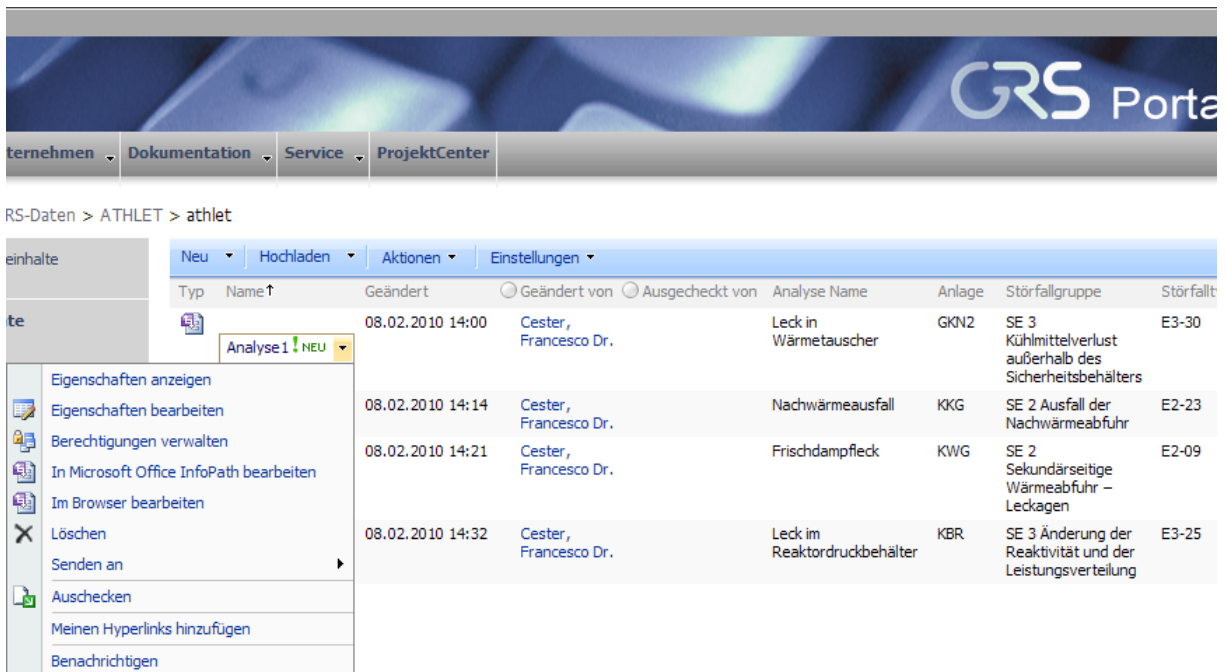 GRS Porta
ternehmen Dokumentation Service ProjektCenter
RS-Daten > ATHLET > athlet
einhalte
te
Neu Hochladen Aktionen Einstellungen
Typ Name Geändert Geändert von Ausgecheckt von Analyse Name Anlage Störfallgruppe Störfallt
Analyse1 ! NEU 08.02.2010 14:00 Cester, Leck in GKN2 SE 3 E3-30
Francesco Dr. Wärmetauscher Kühlmittelverlust
außerhalb des
Sicherheitsbehälters
08.02.2010 14:14 Cester, Nachwärmeausfall KKG SE 2 Ausfall der E2-23
Francesco Dr. Nachwärmeabfuhr
08.02.2010 14:21 Cester, Frischdampfleck KWG SE 2 E2-09
Francesco Dr. Sekundärseitige
Wärmeabfuhr –
Leckagen
08.02.2010 14:32 Cester, Leck im KBR SE 3 Änderung der E3-25
Francesco Dr. Reaktordruckbehälter Reaktivität und der
Leistungsverteilung
Eigenschaften anzeigen
Eigenschaften bearbeiten
Berechtigungen verwalten
In Microsoft Office InfoPath bearbeiten
Im Browser bearbeiten
Löschen
Senden an
Auschecken
Meinen Hyperlinks hinzufügen
Benachrichtigen